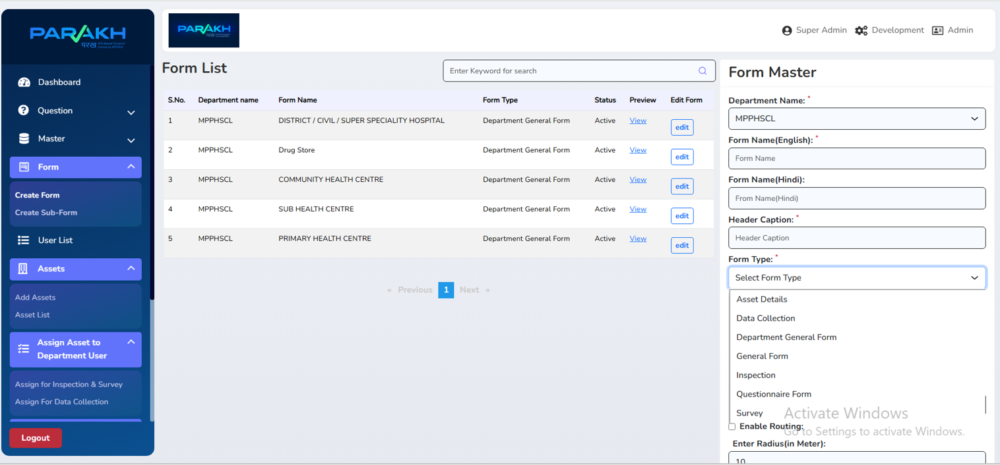 PARAKH
परख
PARAKH
Super Admin
Development
Admin
Dashboard
Question
Master
Form
Create Form
Create Sub-Form
User List
Assets
Add Assets
Asset List
Assign Asset to
Department User
Assign for Inspection & Survey
Assign For Data Collection
Logout
Form List
Enter Keyword for search
S.No. Department name Form Name Form Type Status Preview Edit Form
1 MPPHSCL DISTRICT / CIVIL / SUPER SPECIALITY HOSPITAL Department General Form Active View edit
2 MPPHSCL Drug Store Department General Form Active View edit
3 MPPHSCL COMMUNITY HEALTH CENTRE Department General Form Active View edit
4 MPPHSCL SUB HEALTH CENTRE Department General Form Active View edit
5 MPPHSCL PRIMARY HEALTH CENTRE Department General Form Active View edit
« Previous 1 Next »
Form Master
Department Name: *
MPPHSCL
Form Name(English): *
Form Name
Form Name(Hindi):
From Name(Hindi)
Header Caption: *
Header Caption
Form Type: *
Select Form Type
Asset Details
Data Collection
Department General Form
General Form
Inspection
Questionnaire Form
Survey
Activate Windows
Enable Routing:
Go to Settings to activate Windows.
Enter Radius(in Meter):
10